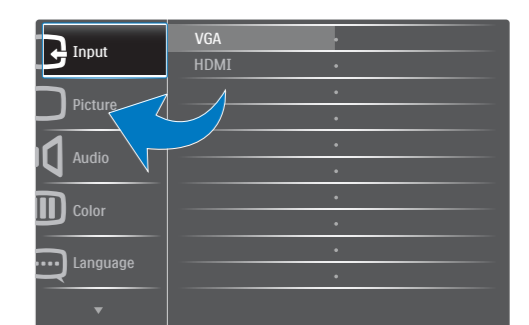 Input
VGA
HDMI
Picture
Audio
Color
Language